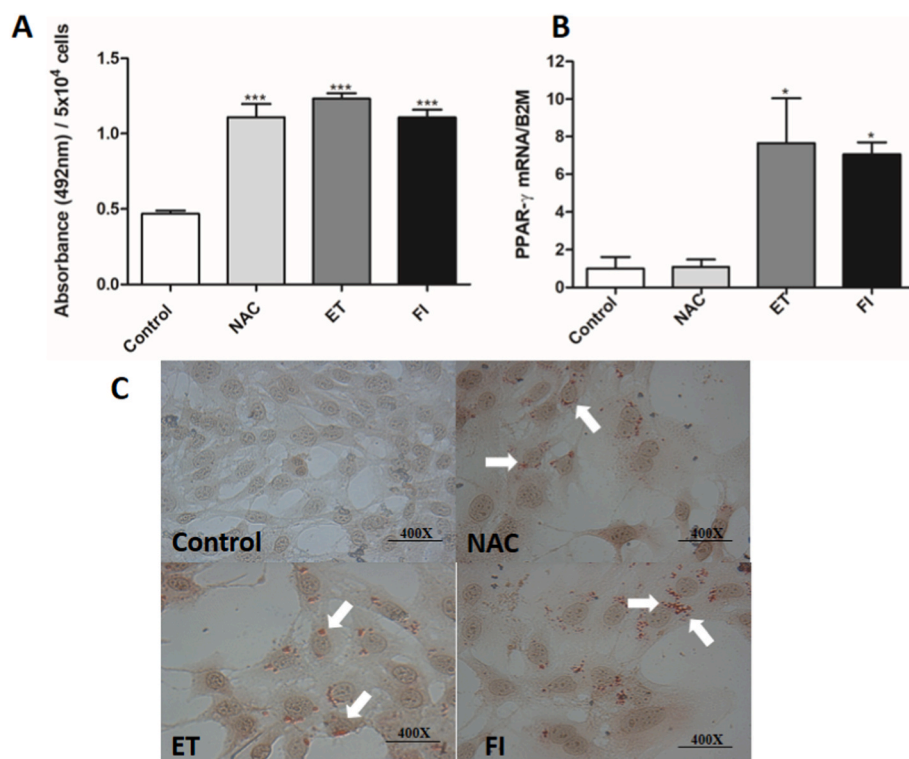 A
B
Absorbance (492nm) / 5x10⁴ cells
1.5
1.0
0.5
0.0
***
***
***
Control
NAC
ET
FI
PPAR-γ mRNA/B2M
12
10
8
6
4
2
0
*
*
Control
NAC
ET
FI
C
Control
400X
NAC
400X
ET
400X
FI
400X